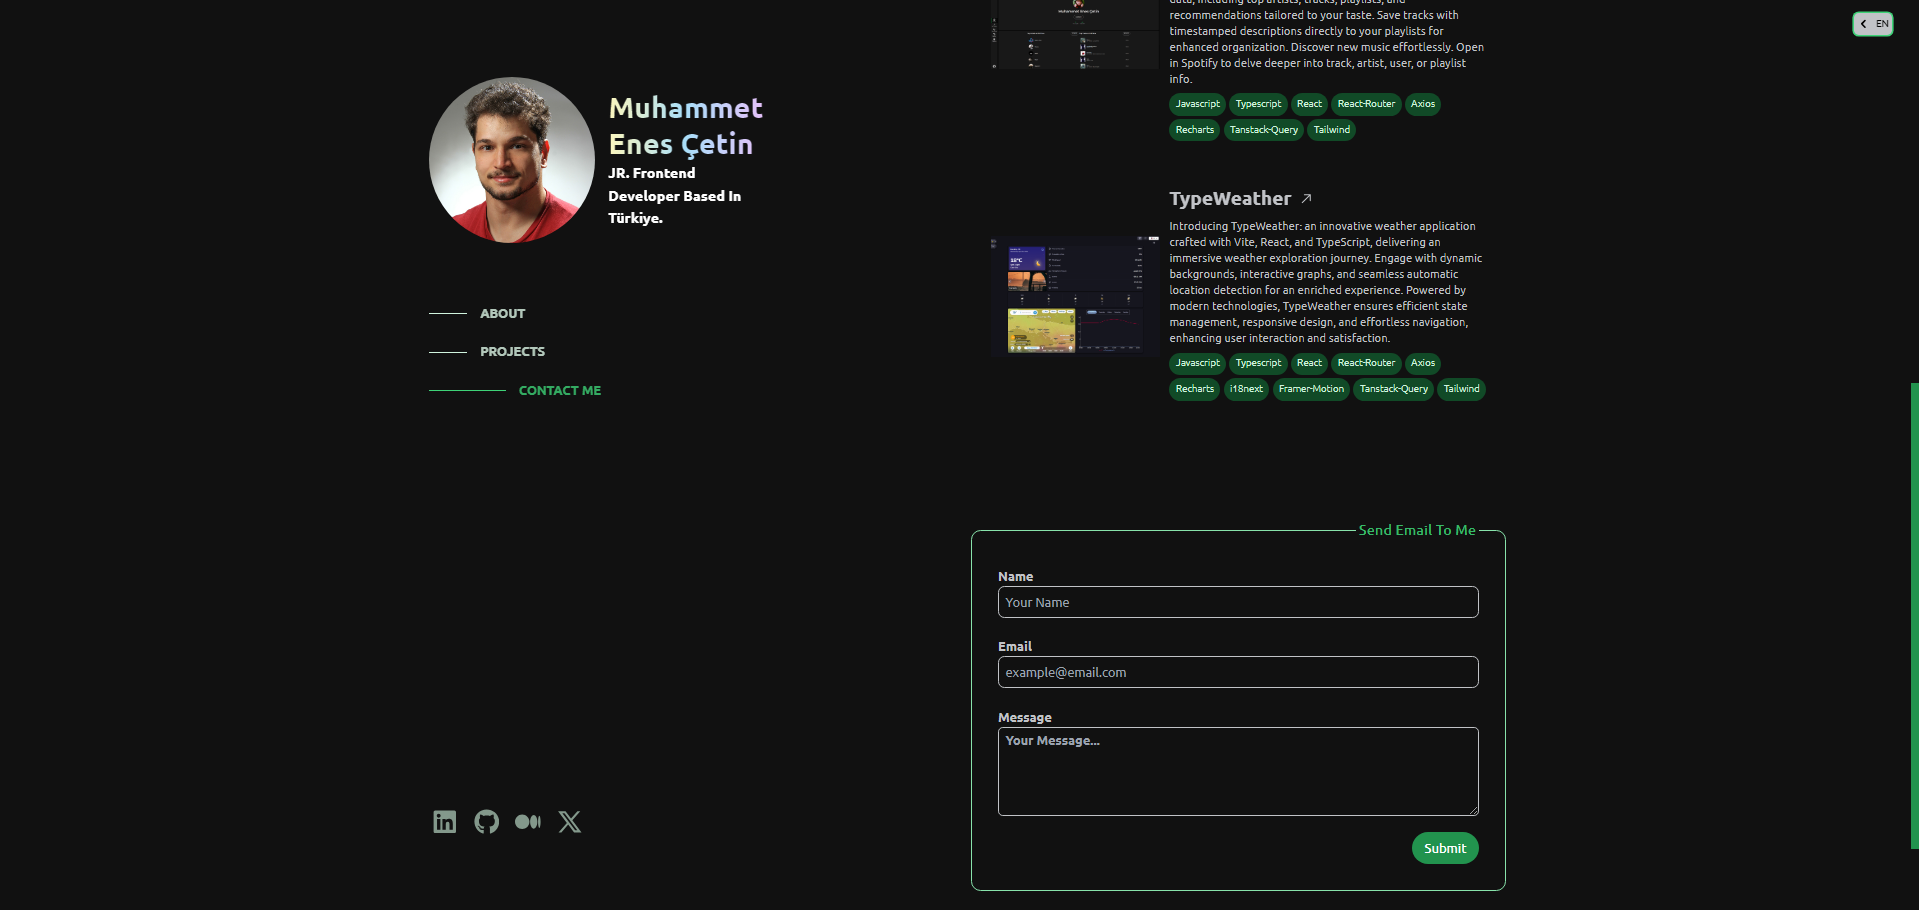 Muhammet
Enes Çetin
JR. Frontend
Developer Based In
Türkiye.
ABOUT
PROJECTS
CONTACT ME
recommendations tailored to your taste. Save tracks with
timestamped descriptions directly to your playlists for
enhanced organization. Discover new music effortlessly. Open
in Spotify to delve deeper into track, artist, user, or playlist
info.
Javascript Typescript React React-Router Axios
Recharts Tanstack-Query Tailwind
TypeWeather
Introducing TypeWeather: an innovative weather application
crafted with Vite, React, and TypeScript, delivering an
immersive weather exploration journey. Engage with dynamic
backgrounds, interactive graphs, and seamless automatic
location detection for an enriched experience. Powered by
modern technologies, TypeWeather ensures efficient state
management, responsive design, and effortless navigation,
enhancing user interaction and satisfaction.
Javascript Typescript React React-Router Axios
Recharts i18next Framer-Motion Tanstack-Query Tailwind
Send Email To Me
Name
Your Name
Email
example@email.com
Message
Your Message...
Submit
EN